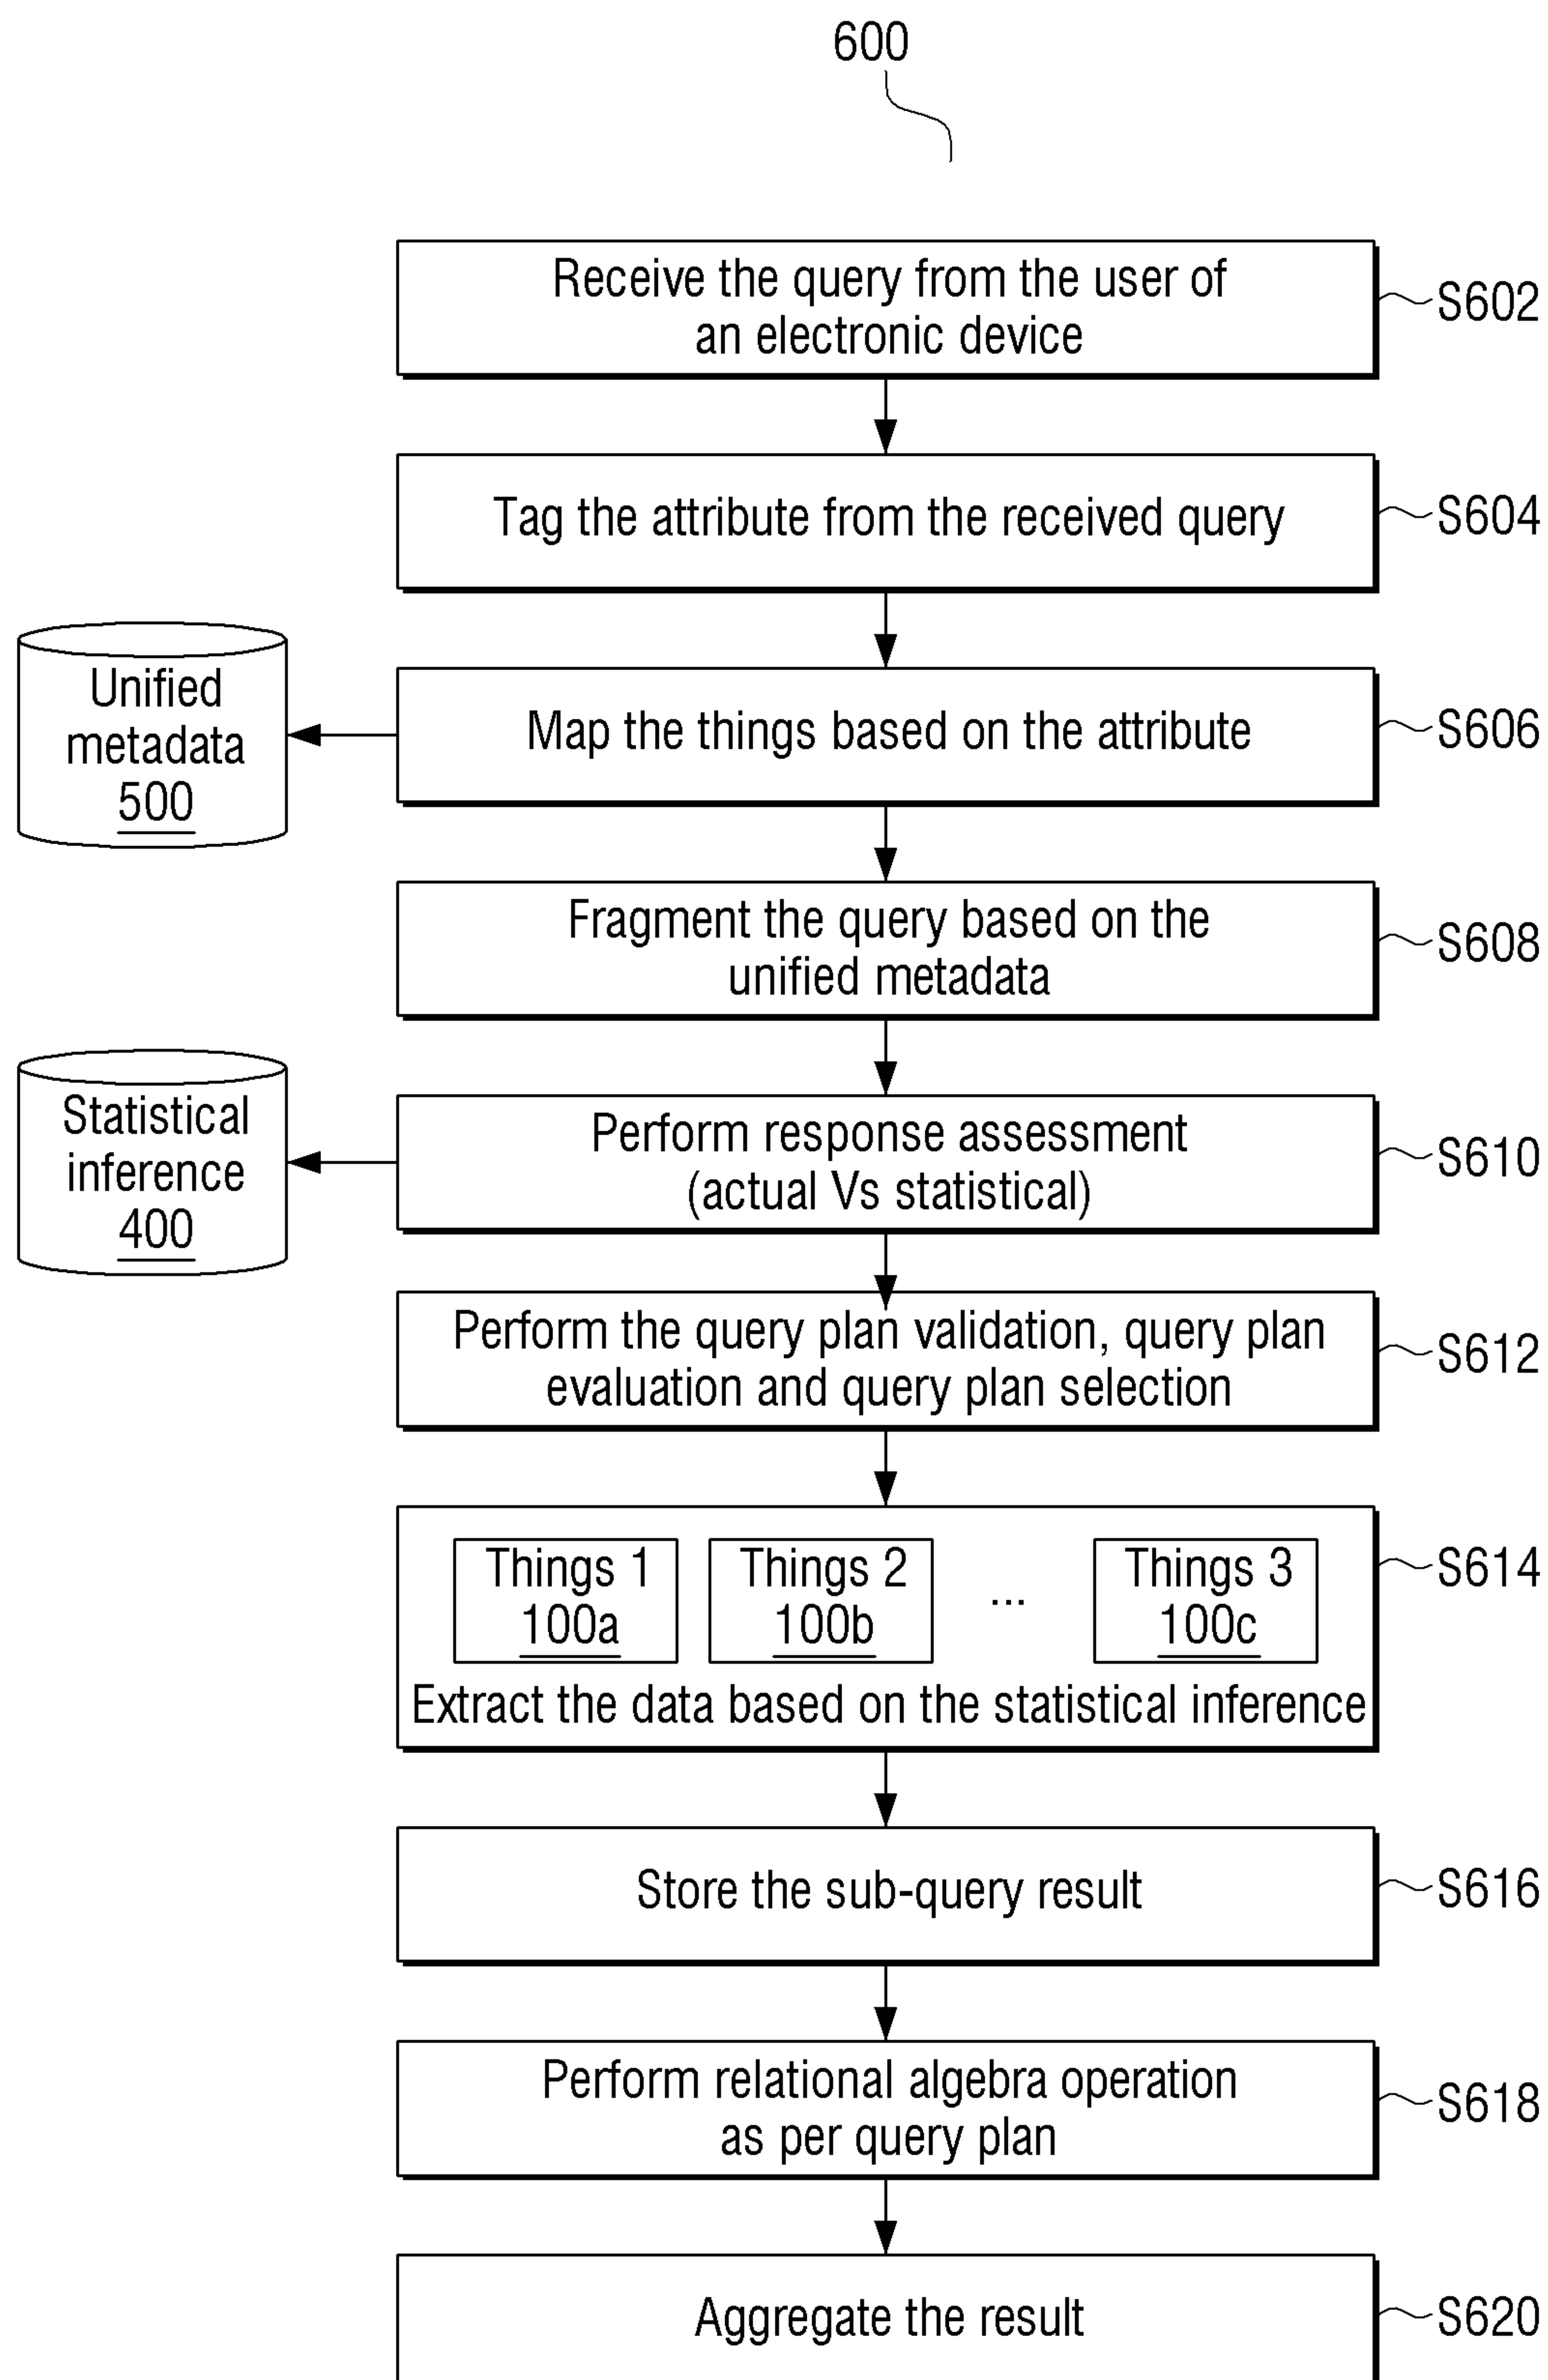 600
Receive the query from the user of
an electronic device
S602
Tag the attribute from the received query
S604
Unified
metadata
500
Map the things based on the attribute
S606
Fragment the query based on the
unified metadata
S608
Statistical
inference
400
Perform response assessment
(actual Vs statistical)
S610
Perform the query plan validation, query plan
evaluation and query plan selection
S612
Things 1
100a
Things 2
100b
...
Things 3
100c
Extract the data based on the statistical inference
S614
Store the sub-query result
S616
Perform relational algebra operation
as per query plan
S618
Aggregate the result
S620